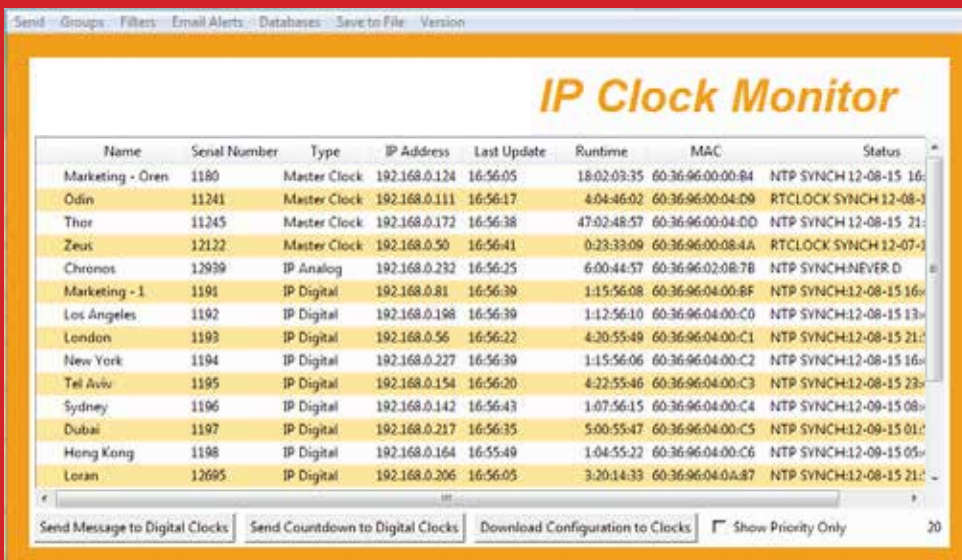 Send Groups Filters Email Alerts Databases Save to File Version
IP Clock Monitor
Name Serial Number Type IP Address Last Update Runtime MAC Status
Marketing - Oren 1180 Master Clock 192.168.0.124 16:56:05 18:02:03:35 60:36:96:00:00:B4 NTP SYNCH 12-08-15 16:
Odin 11241 Master Clock 192.168.0.111 16:56:17 4:04:46:02 60:36:96:00:04:D9 RTCLOCK SYNCH 12-08-1
Thor 11245 Master Clock 192.168.0.172 16:56:38 47:02:48:57 60:36:96:00:04:DD NTP SYNCH 12-08-15 21:
Zeus 12122 Master Clock 192.168.0.50 16:56:41 0:23:33:09 60:36:96:00:08:4A RTCLOCK SYNCH 12-07-1
Chronos 12939 IP Analog 192.168.0.232 16:56:25 6:00:44:57 60:36:96:02:0B:7B NTP SYNCH:NEVER D
Marketing - 1 1191 IP Digital 192.168.0.81 16:56:39 1:15:56:08 60:36:96:04:00:BF NTP SYNCH:12-08-15 16:
Los Angeles 1192 IP Digital 192.168.0.198 16:56:39 1:12:56:10 60:36:96:04:00:C0 NTP SYNCH:12-08-15 13:
London 1193 IP Digital 192.168.0.56 16:56:22 4:20:55:49 60:36:96:04:00:C1 NTP SYNCH:12-08-15 21:
New York 1194 IP Digital 192.168.0.227 16:56:39 1:15:56:06 60:36:96:04:00:C2 NTP SYNCH:12-08-15 16:
Tel Aviv 1195 IP Digital 192.168.0.154 16:56:20 4:22:55:46 60:36:96:04:00:C3 NTP SYNCH:12-08-15 23:
Sydney 1196 IP Digital 192.168.0.142 16:56:43 1:07:56:15 60:36:96:04:00:C4 NTP SYNCH:12-09-15 08:
Dubai 1197 IP Digital 192.168.0.217 16:56:35 5:00:55:47 60:36:96:04:00:C5 NTP SYNCH:12-09-15 01:
Hong Kong 1198 IP Digital 192.168.0.164 16:55:49 1:04:55:22 60:36:96:04:00:C6 NTP SYNCH:12-09-15 05:
Loran 12695 IP Digital 192.168.0.206 16:56:05 3:20:14:33 60:36:96:04:0A:87 NTP SYNCH:12-08-15 21:
Send Message to Digital Clocks Send Countdown to Digital Clocks Download Configuration to Clocks Show Priority Only 20